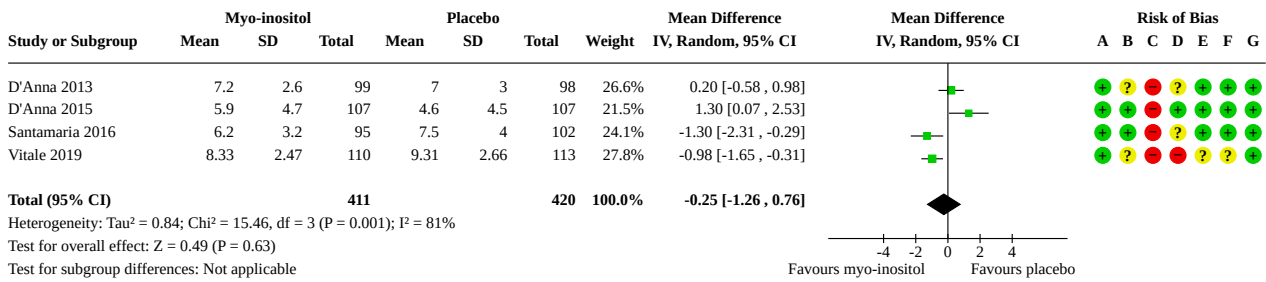 Myo-inositol Placebo Mean Difference Mean Difference Risk of Bias
Study or Subgroup Mean SD Total Mean SD Total Weight IV, Random, 95% CI IV, Random, 95% CI A B C D E F G
D'Anna 2013 7.2 2.6 99 7 3 98 26.6% 0.20 [-0.58 , 0.98] + ? − ? + + +
D'Anna 2015 5.9 4.7 107 4.6 4.5 107 21.5% 1.30 [0.07 , 2.53] + + − + + + +
Santamaria 2016 6.2 3.2 95 7.5 4 102 24.1% -1.30 [-2.31 , -0.29] + + − ? + + +
Vitale 2019 8.33 2.47 110 9.31 2.66 113 27.8% -0.98 [-1.65 , -0.31] + ? − − ? ? +
Total (95% CI) 411 420 100.0% -0.25 [-1.26 , 0.76]
Heterogeneity: Tau² = 0.84; Chi² = 15.46, df = 3 (P = 0.001); I² = 81%
Test for overall effect: Z = 0.49 (P = 0.63) -4 -2 0 2 4
Test for subgroup differences: Not applicable Favours myo-inositol Favours placebo